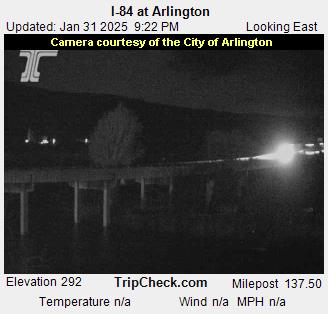 I-84 at Arlington
Updated: Jan 31 2025 9:22 PM Looking East
Camera courtesy of the City of Arlington
Elevation 292 TripCheck.com Milepost 137.50
Temperature n/a Wind n/a MPH n/a